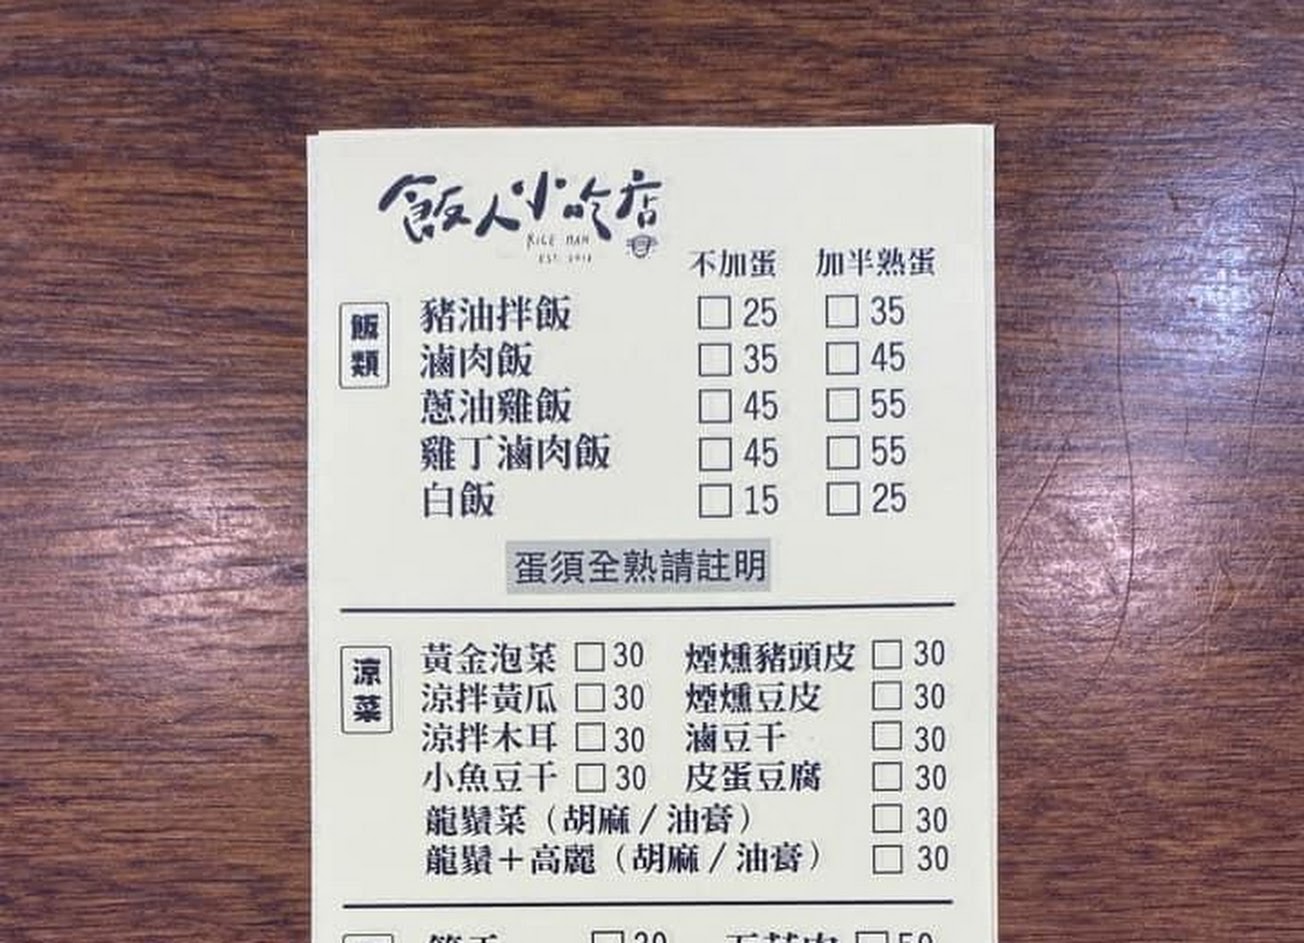 飯人小吃店
RICE MAN
不加蛋 加半熟蛋
飯類
豬油拌飯 □ 25 □ 35
滷肉飯 □ 35 □ 45
蔥油雞飯 □ 45 □ 55
雞丁滷肉飯 □ 45 □ 55
白飯 □ 15 □ 25
蛋須全熟請註明
涼菜
黃金泡菜 □ 30 煙燻豬頭皮 □ 30
涼拌黃瓜 □ 30 煙燻豆皮 □ 30
涼拌木耳 □ 30 滷豆干 □ 30
小魚豆干 □ 30 皮蛋豆腐 □ 30
龍鬚菜（胡麻/油膏） □ 30
龍鬚+高麗（胡麻/油膏） □ 30